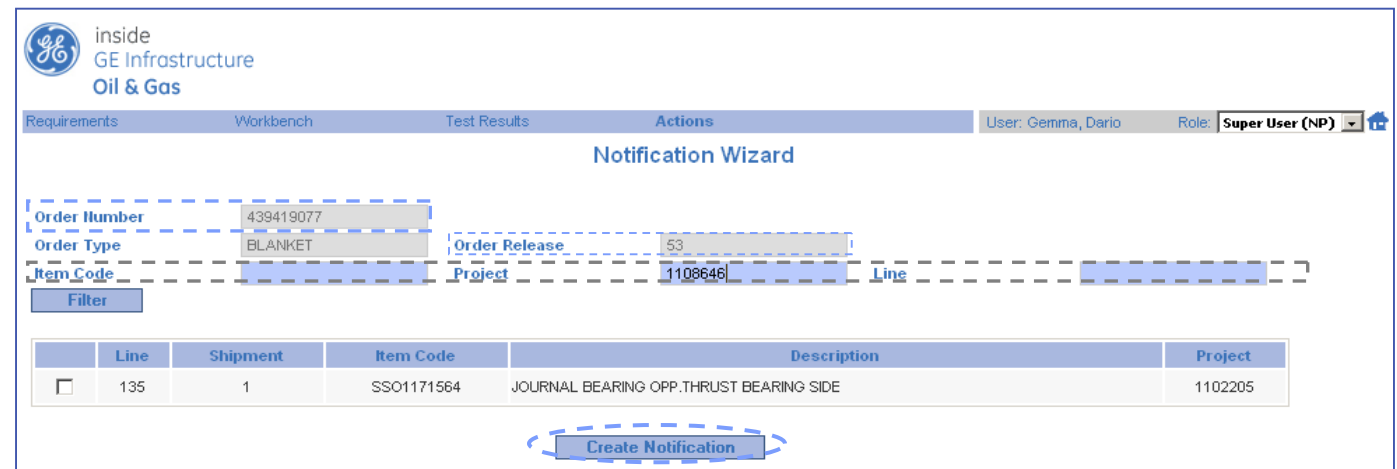 inside
GE Infrastructure
Oil & Gas
Requirements Workbench Test Results Actions User: Gemma, Dario Role: Super User (NP)
Notification Wizard
Order Number 439419077
Order Type BLANKET Order Release 53
Item Code Project 1108646 Line
Filter
Line Shipment Item Code Description Project
135 1 SSO1171564 JOURNAL BEARING OPP.THRUST BEARING SIDE 1102205
Create Notification